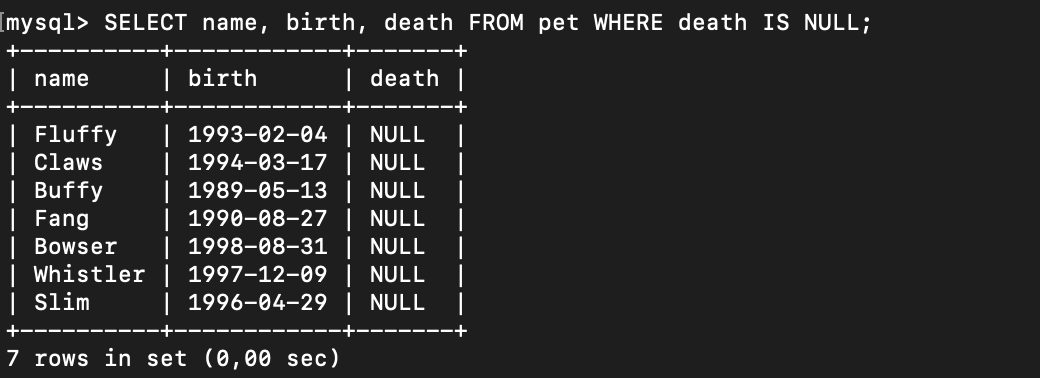 [mysql> SELECT name, birth, death FROM pet WHERE death IS NULL;
+----------+------------+-------+
| name     | birth      | death |
+----------+------------+-------+
| Fluffy   | 1993-02-04 | NULL  |
| Claws    | 1994-03-17 | NULL  |
| Buffy    | 1989-05-13 | NULL  |
| Fang     | 1990-08-27 | NULL  |
| Bowser   | 1998-08-31 | NULL  |
| Whistler | 1997-12-09 | NULL  |
| Slim     | 1996-04-29 | NULL  |
+----------+------------+-------+
7 rows in set (0,00 sec)